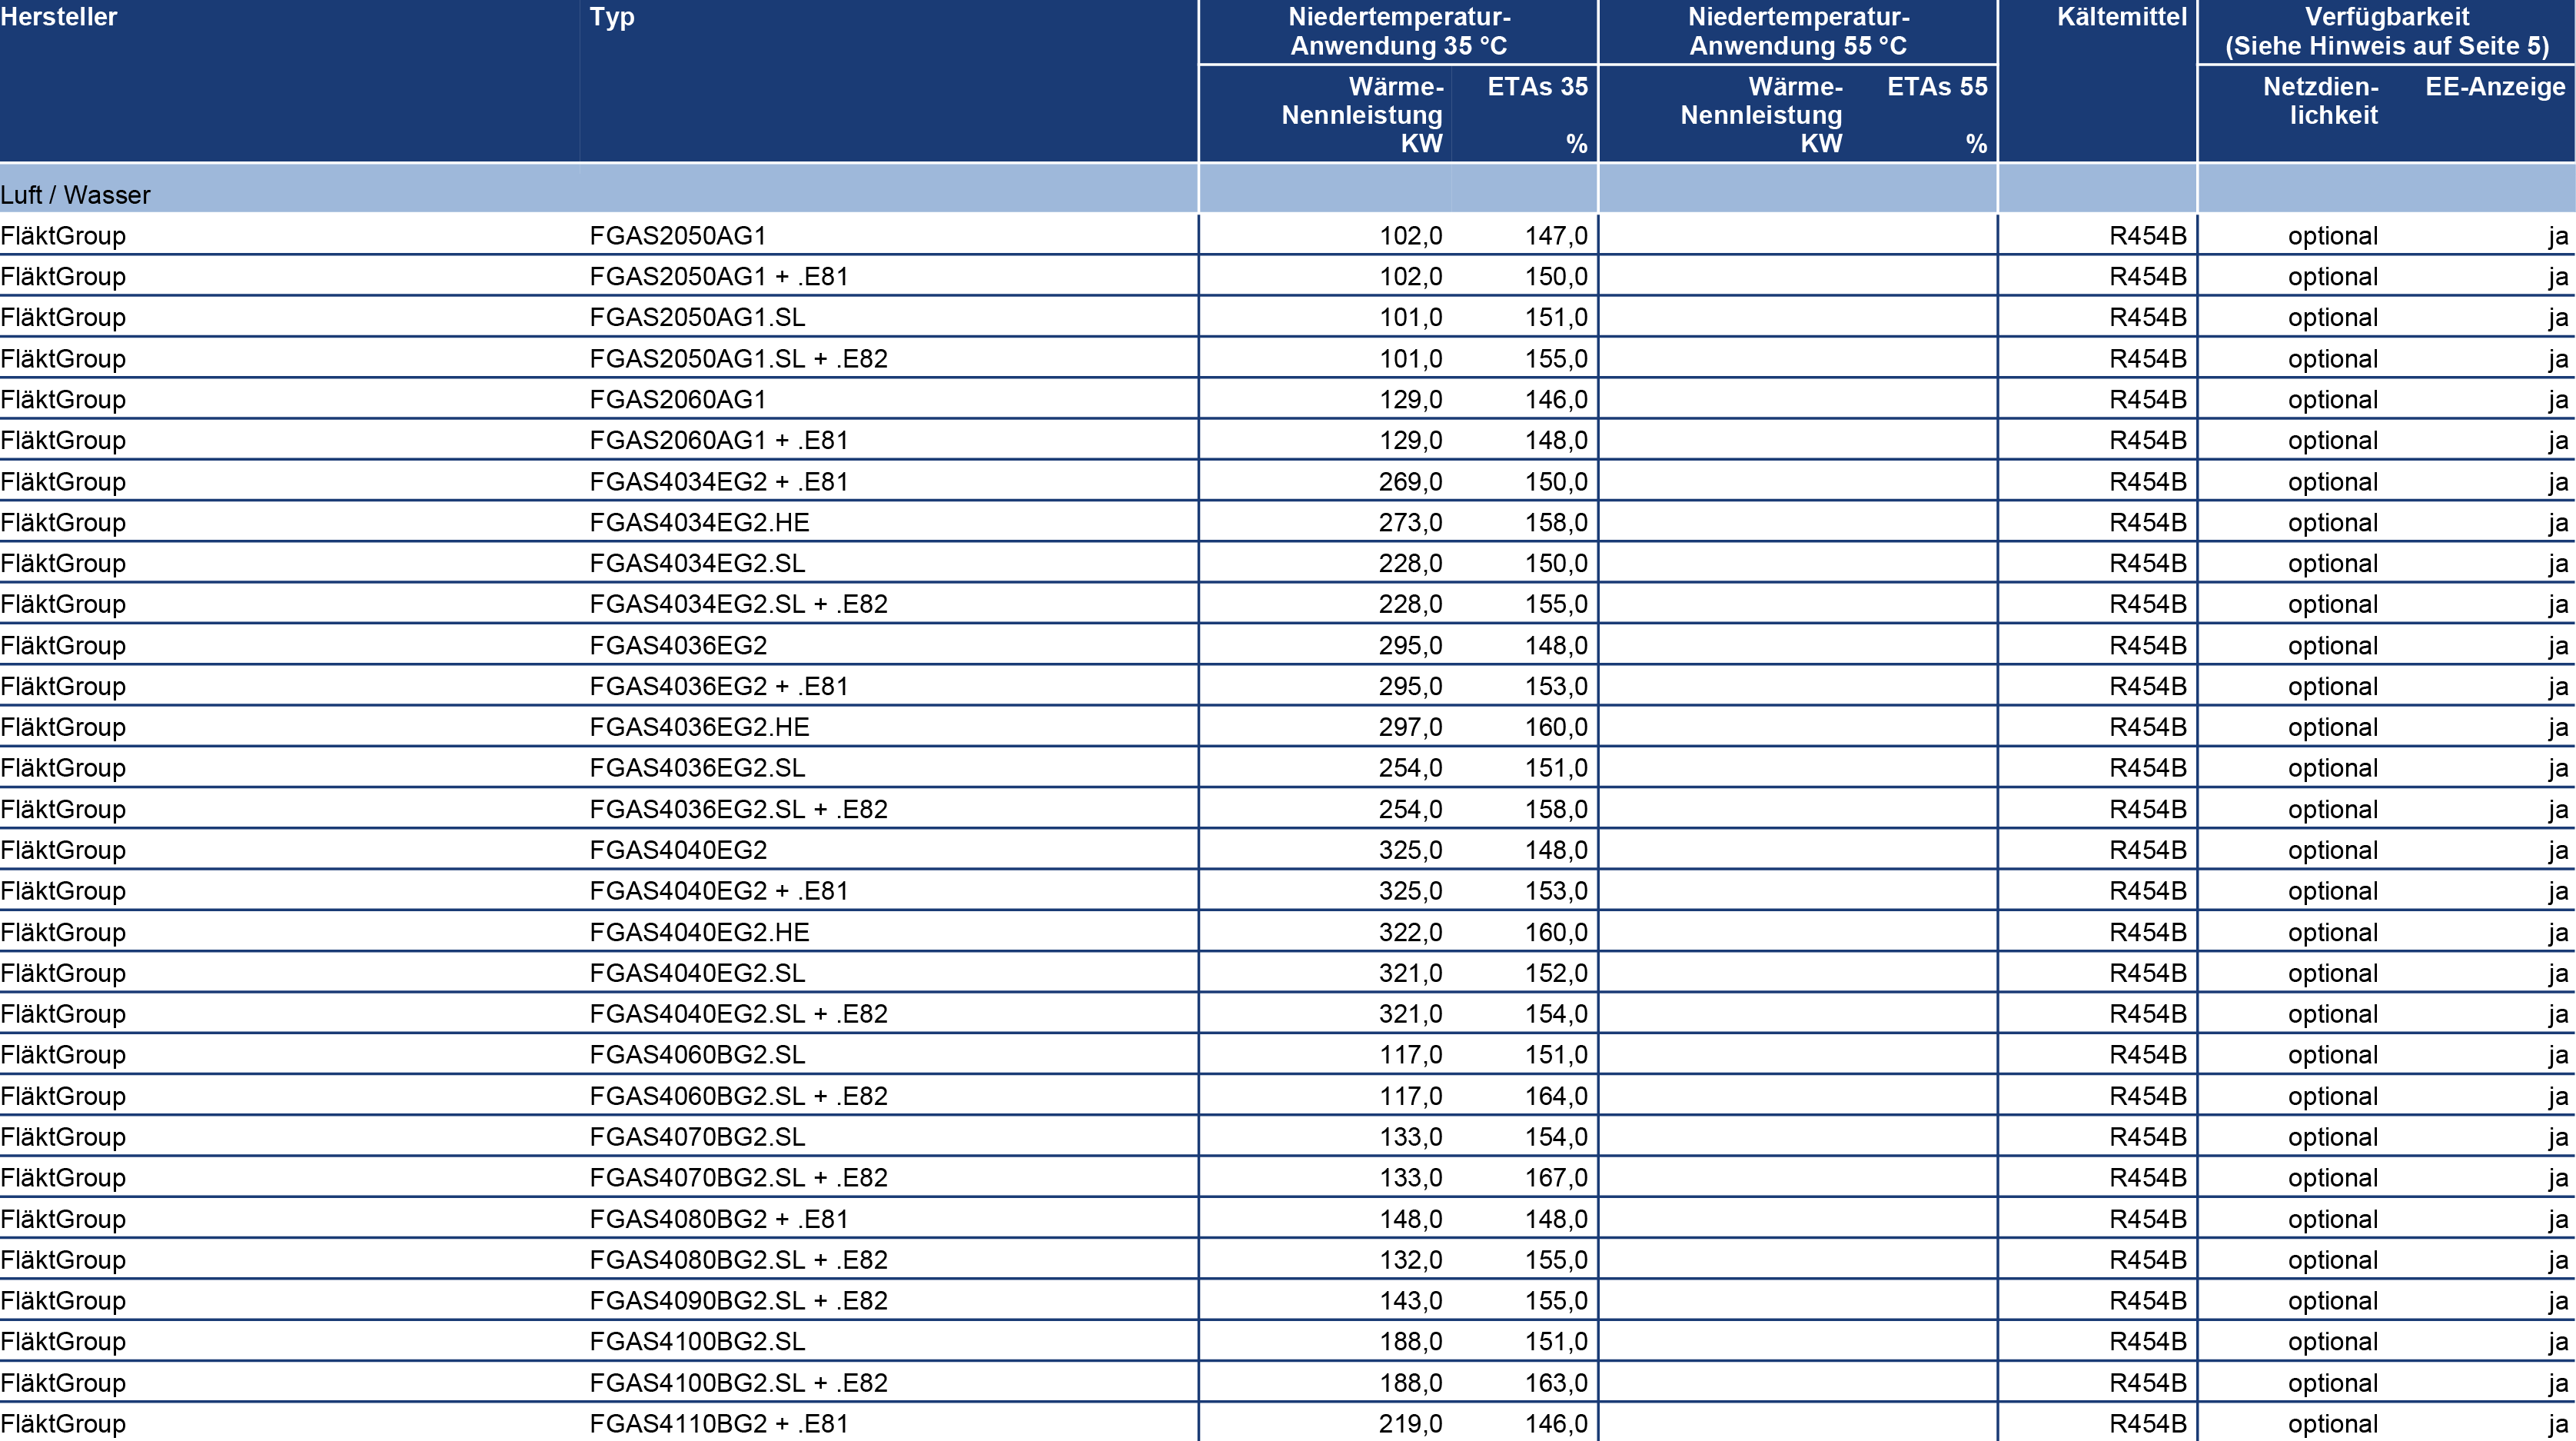 Hersteller Typ Niedertemperatur- Niedertemperatur- Kältemittel Verfügbarkeit
Anwendung 35 °C Anwendung 55 °C (Siehe Hinweis auf Seite 5)
Wärme- ETAs 35 Wärme- ETAs 55 Netzdien- EE-Anzeige
Nennleistung Nennleistung lichkeit
KW % KW %
Luft / Wasser
FläktGroup FGAS2050AG1 102,0 147,0 R454B optional ja
FläktGroup FGAS2050AG1 + .E81 102,0 150,0 R454B optional ja
FläktGroup FGAS2050AG1.SL 101,0 151,0 R454B optional ja
FläktGroup FGAS2050AG1.SL + .E82 101,0 155,0 R454B optional ja
FläktGroup FGAS2060AG1 129,0 146,0 R454B optional ja
FläktGroup FGAS2060AG1 + .E81 129,0 148,0 R454B optional ja
FläktGroup FGAS4034EG2 + .E81 269,0 150,0 R454B optional ja
FläktGroup FGAS4034EG2.HE 273,0 158,0 R454B optional ja
FläktGroup FGAS4034EG2.SL 228,0 150,0 R454B optional ja
FläktGroup FGAS4034EG2.SL + .E82 228,0 155,0 R454B optional ja
FläktGroup FGAS4036EG2 295,0 148,0 R454B optional ja
FläktGroup FGAS4036EG2 + .E81 295,0 153,0 R454B optional ja
FläktGroup FGAS4036EG2.HE 297,0 160,0 R454B optional ja
FläktGroup FGAS4036EG2.SL 254,0 151,0 R454B optional ja
FläktGroup FGAS4036EG2.SL + .E82 254,0 158,0 R454B optional ja
FläktGroup FGAS4040EG2 325,0 148,0 R454B optional ja
FläktGroup FGAS4040EG2 + .E81 325,0 153,0 R454B optional ja
FläktGroup FGAS4040EG2.HE 322,0 160,0 R454B optional ja
FläktGroup FGAS4040EG2.SL 321,0 152,0 R454B optional ja
FläktGroup FGAS4040EG2.SL + .E82 321,0 154,0 R454B optional ja
FläktGroup FGAS4060BG2.SL 117,0 151,0 R454B optional ja
FläktGroup FGAS4060BG2.SL + .E82 117,0 164,0 R454B optional ja
FläktGroup FGAS4070BG2.SL 133,0 154,0 R454B optional ja
FläktGroup FGAS4070BG2.SL + .E82 133,0 167,0 R454B optional ja
FläktGroup FGAS4080BG2 + .E81 148,0 148,0 R454B optional ja
FläktGroup FGAS4080BG2.SL + .E82 132,0 155,0 R454B optional ja
FläktGroup FGAS4090BG2.SL + .E82 143,0 155,0 R454B optional ja
FläktGroup FGAS4100BG2.SL 188,0 151,0 R454B optional ja
FläktGroup FGAS4100BG2.SL + .E82 188,0 163,0 R454B optional ja
FläktGroup FGAS4110BG2 + .E81 219,0 146,0 R454B optional ja